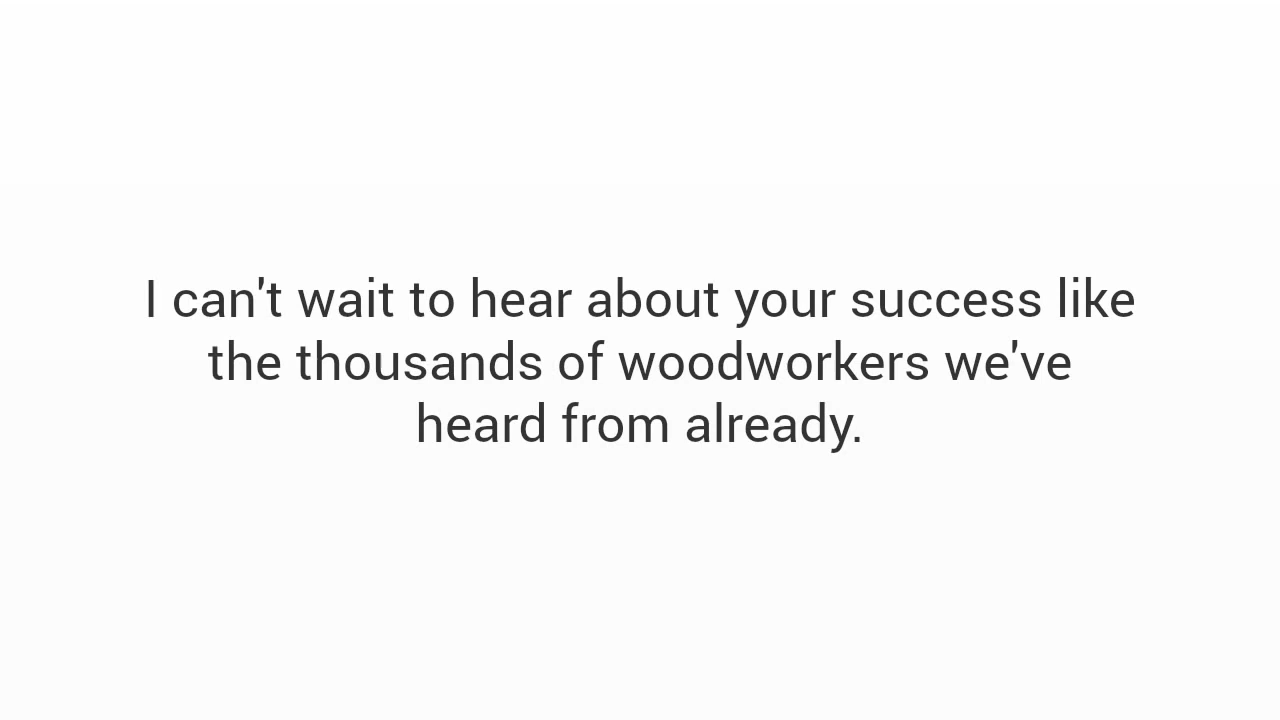 I can't wait to hear about your success like
the thousands of woodworkers we've
heard from already.